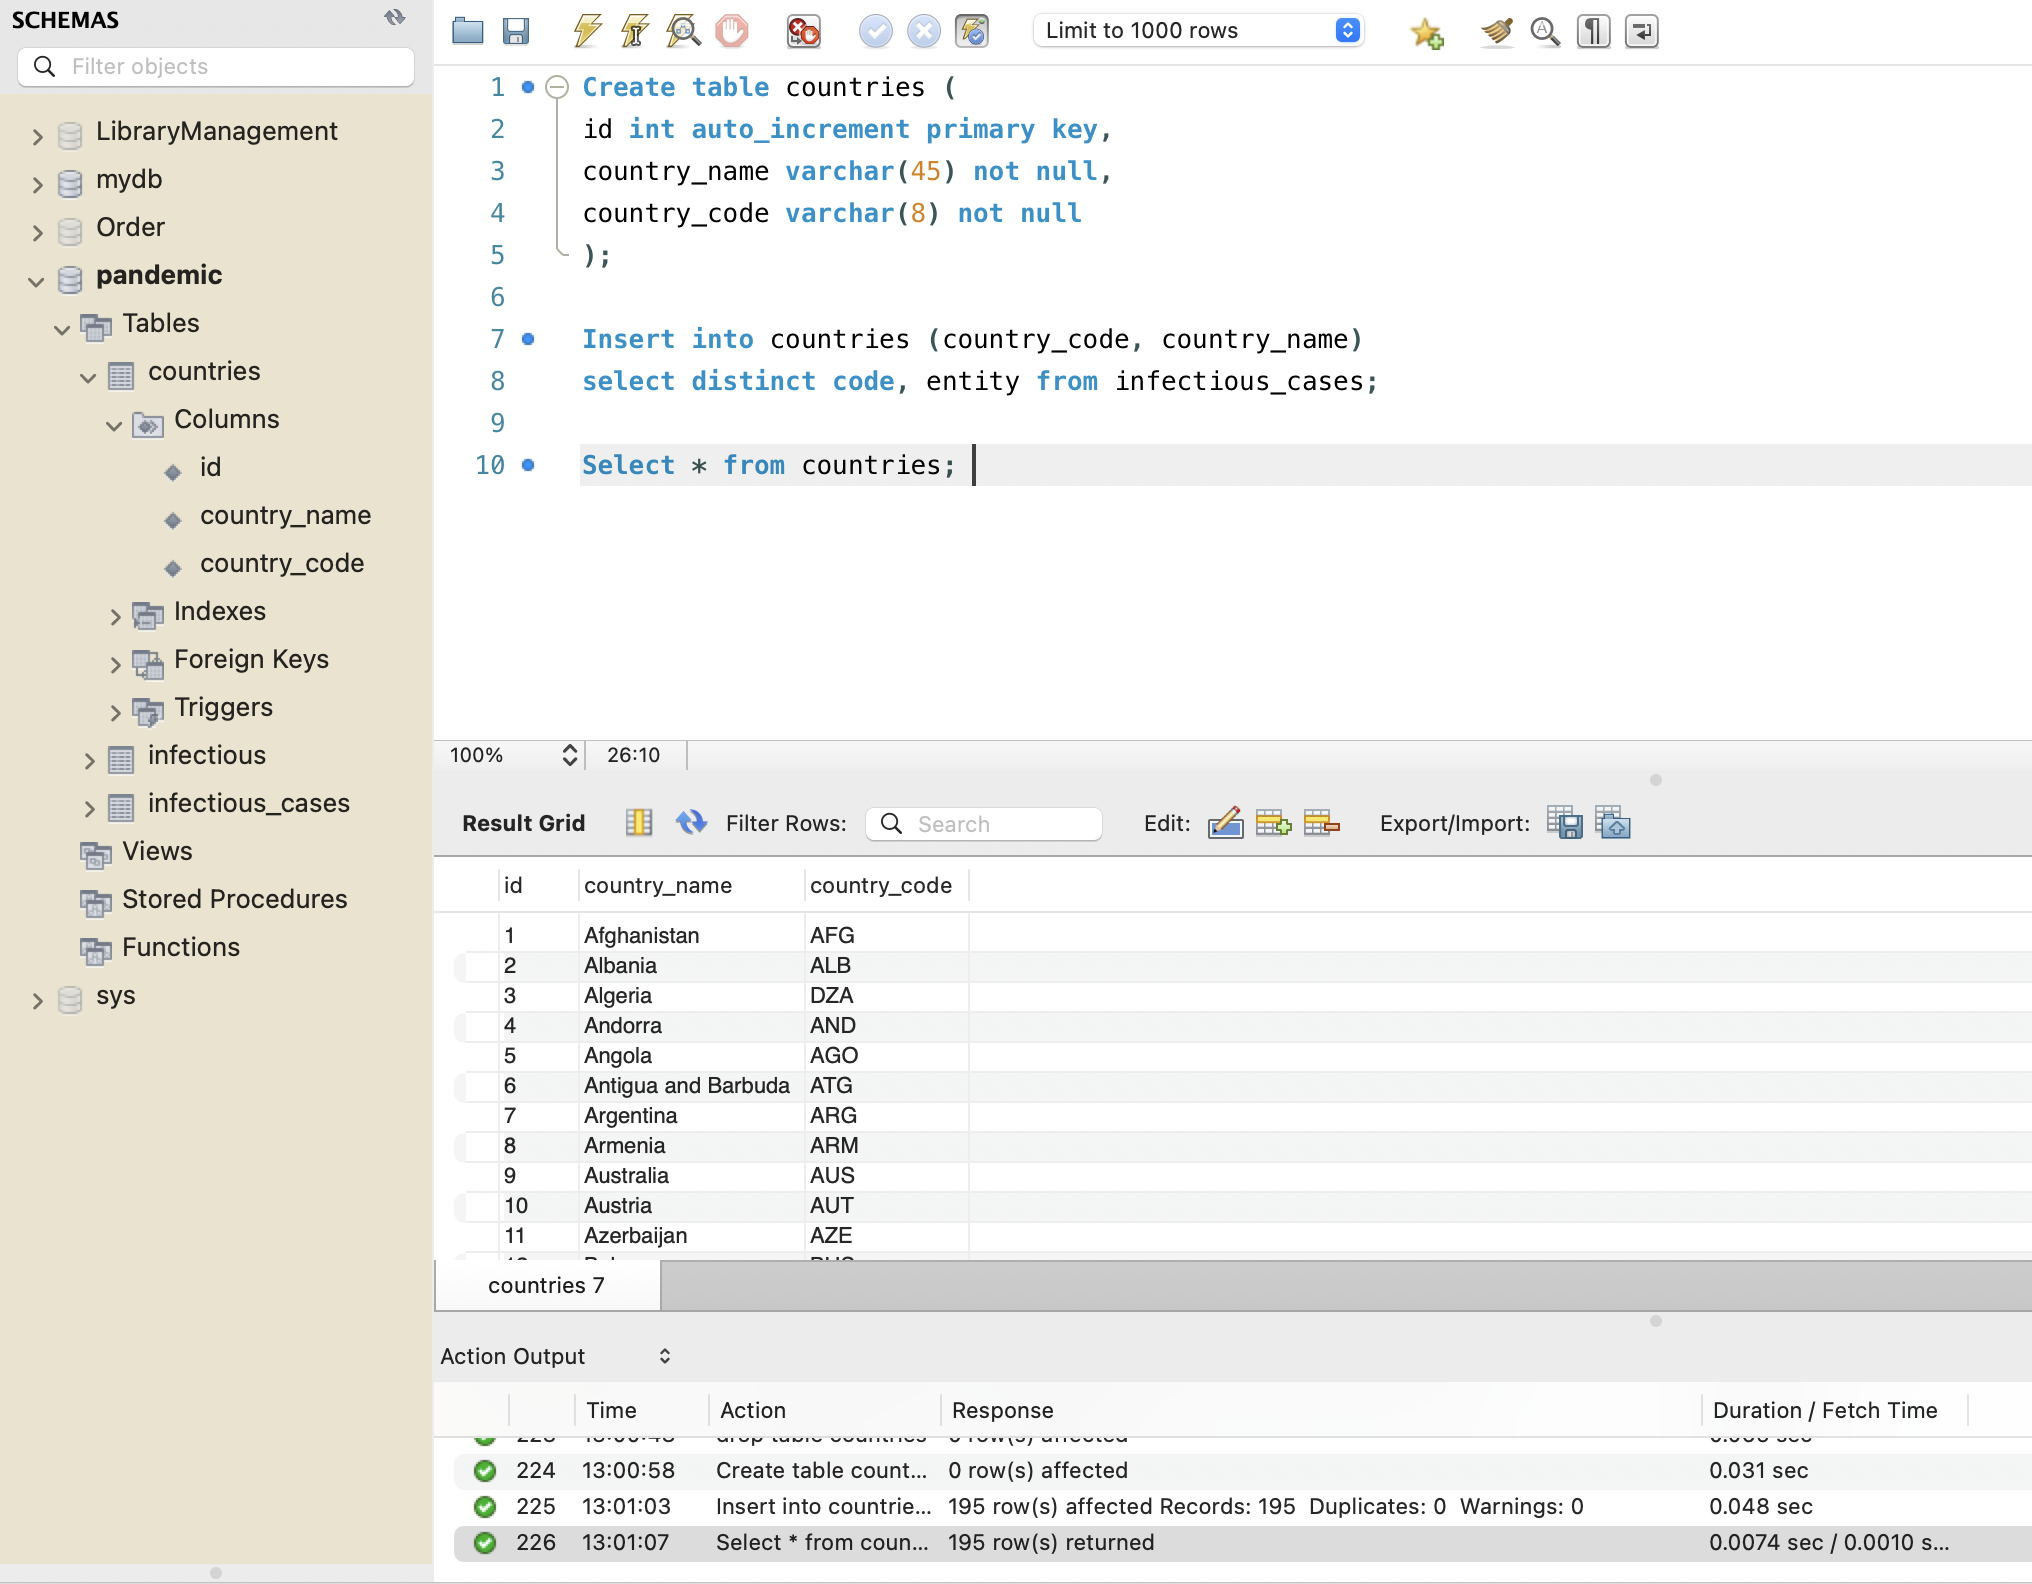 SCHEMAS
Filter objects
LibraryManagement
mydb
Order
pandemic
Tables
countries
Columns
id
country_name
country_code
Indexes
Foreign Keys
Triggers
infectious
infectious_cases
Views
Stored Procedures
Functions
sys
Limit to 1000 rows
1 Create table countries (
2 id int auto_increment primary key,
3 country_name varchar(45) not null,
4 country_code varchar(8) not null
5 );
6
7 Insert into countries (country_code, country_name)
8 select distinct code, entity from infectious_cases;
9
10 Select * from countries;
100% 26:10
Result Grid Filter Rows: Search Edit: Export/Import:
id country_name country_code
1 Afghanistan AFG
2 Albania ALB
3 Algeria DZA
4 Andorra AND
5 Angola AGO
6 Antigua and Barbuda ATG
7 Argentina ARG
8 Armenia ARM
9 Australia AUS
10 Austria AUT
11 Azerbaijan AZE
countries 7
Action Output
Time Action Response Duration / Fetch Time
drop table countries 0 row(s) affected
224 13:00:58 Create table count... 0 row(s) affected 0.031 sec
225 13:01:03 Insert into countrie... 195 row(s) affected Records: 195 Duplicates: 0 Warnings: 0 0.048 sec
226 13:01:07 Select * from coun... 195 row(s) returned 0.0074 sec / 0.0010 s...